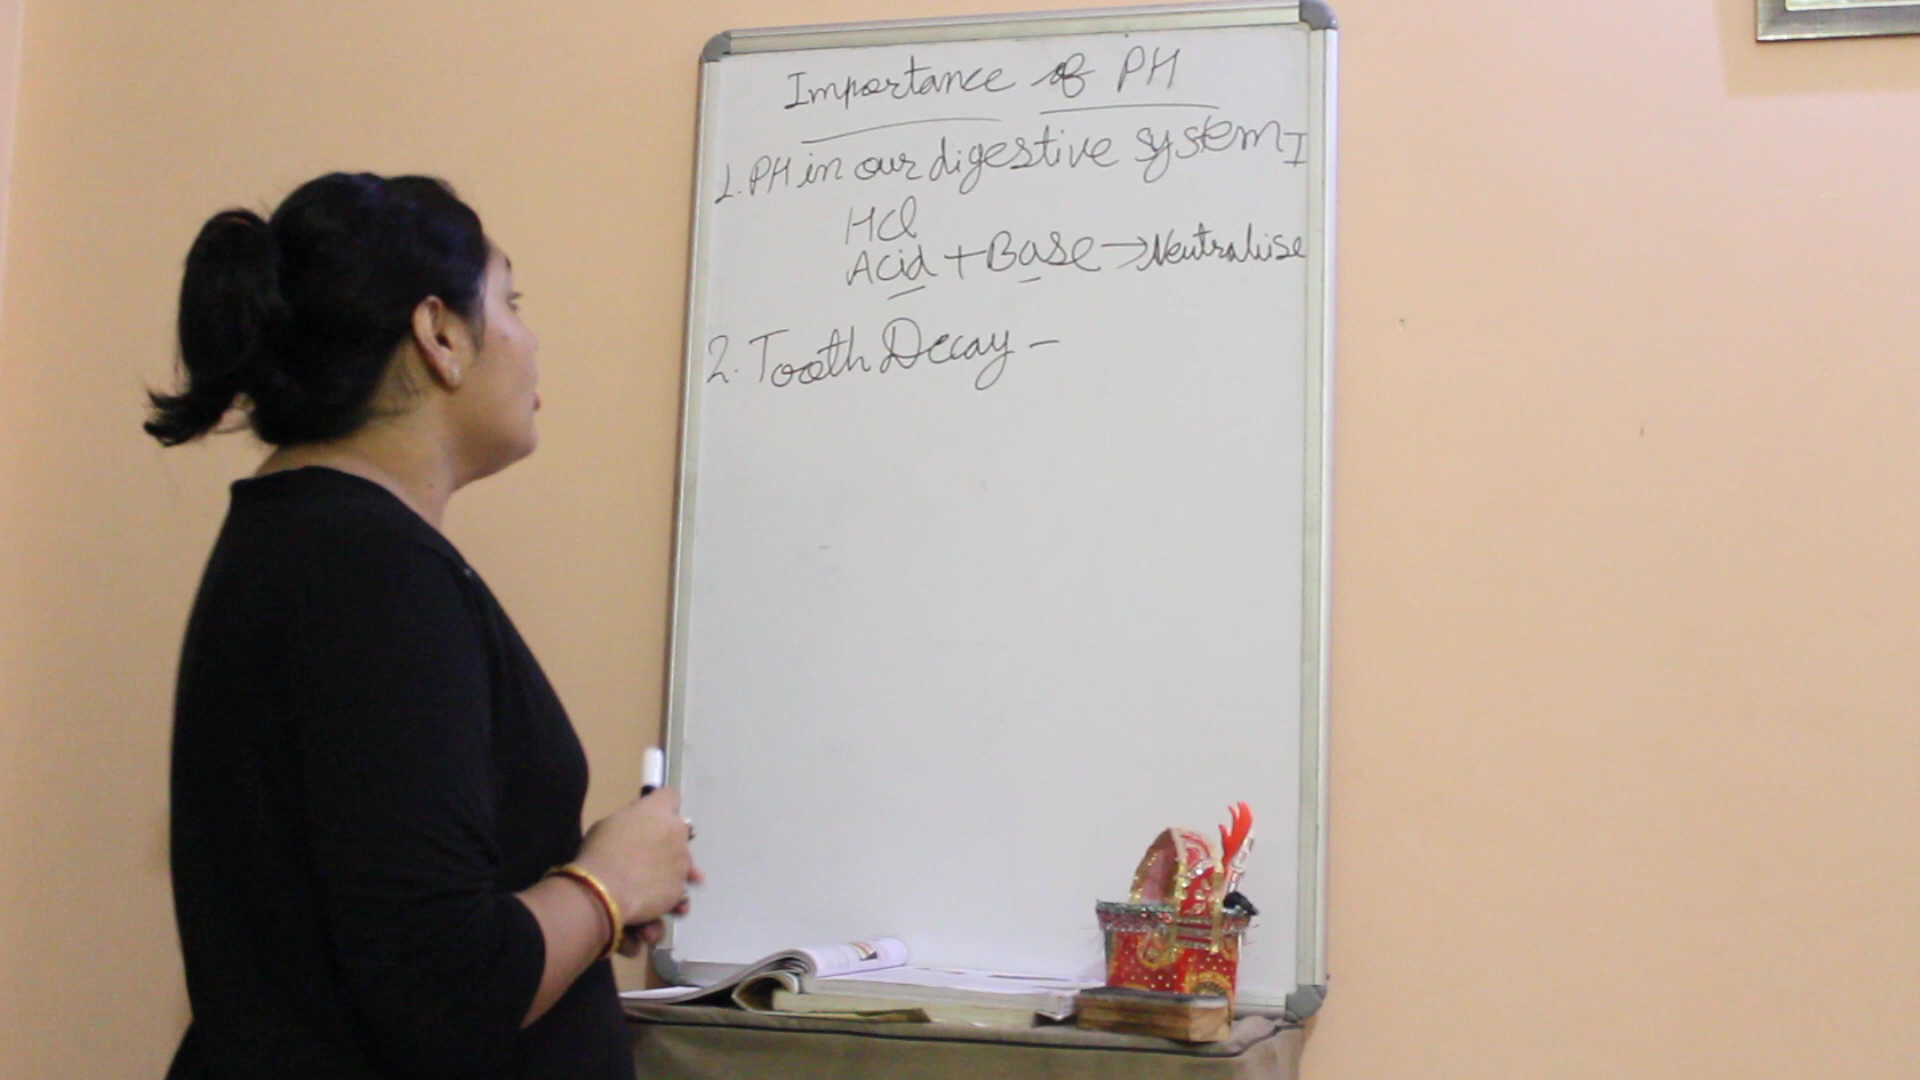 Importance of PH
1. PH in our digestive system I
HCl
Acid + Base → Neutralise
2. Tooth Decay -